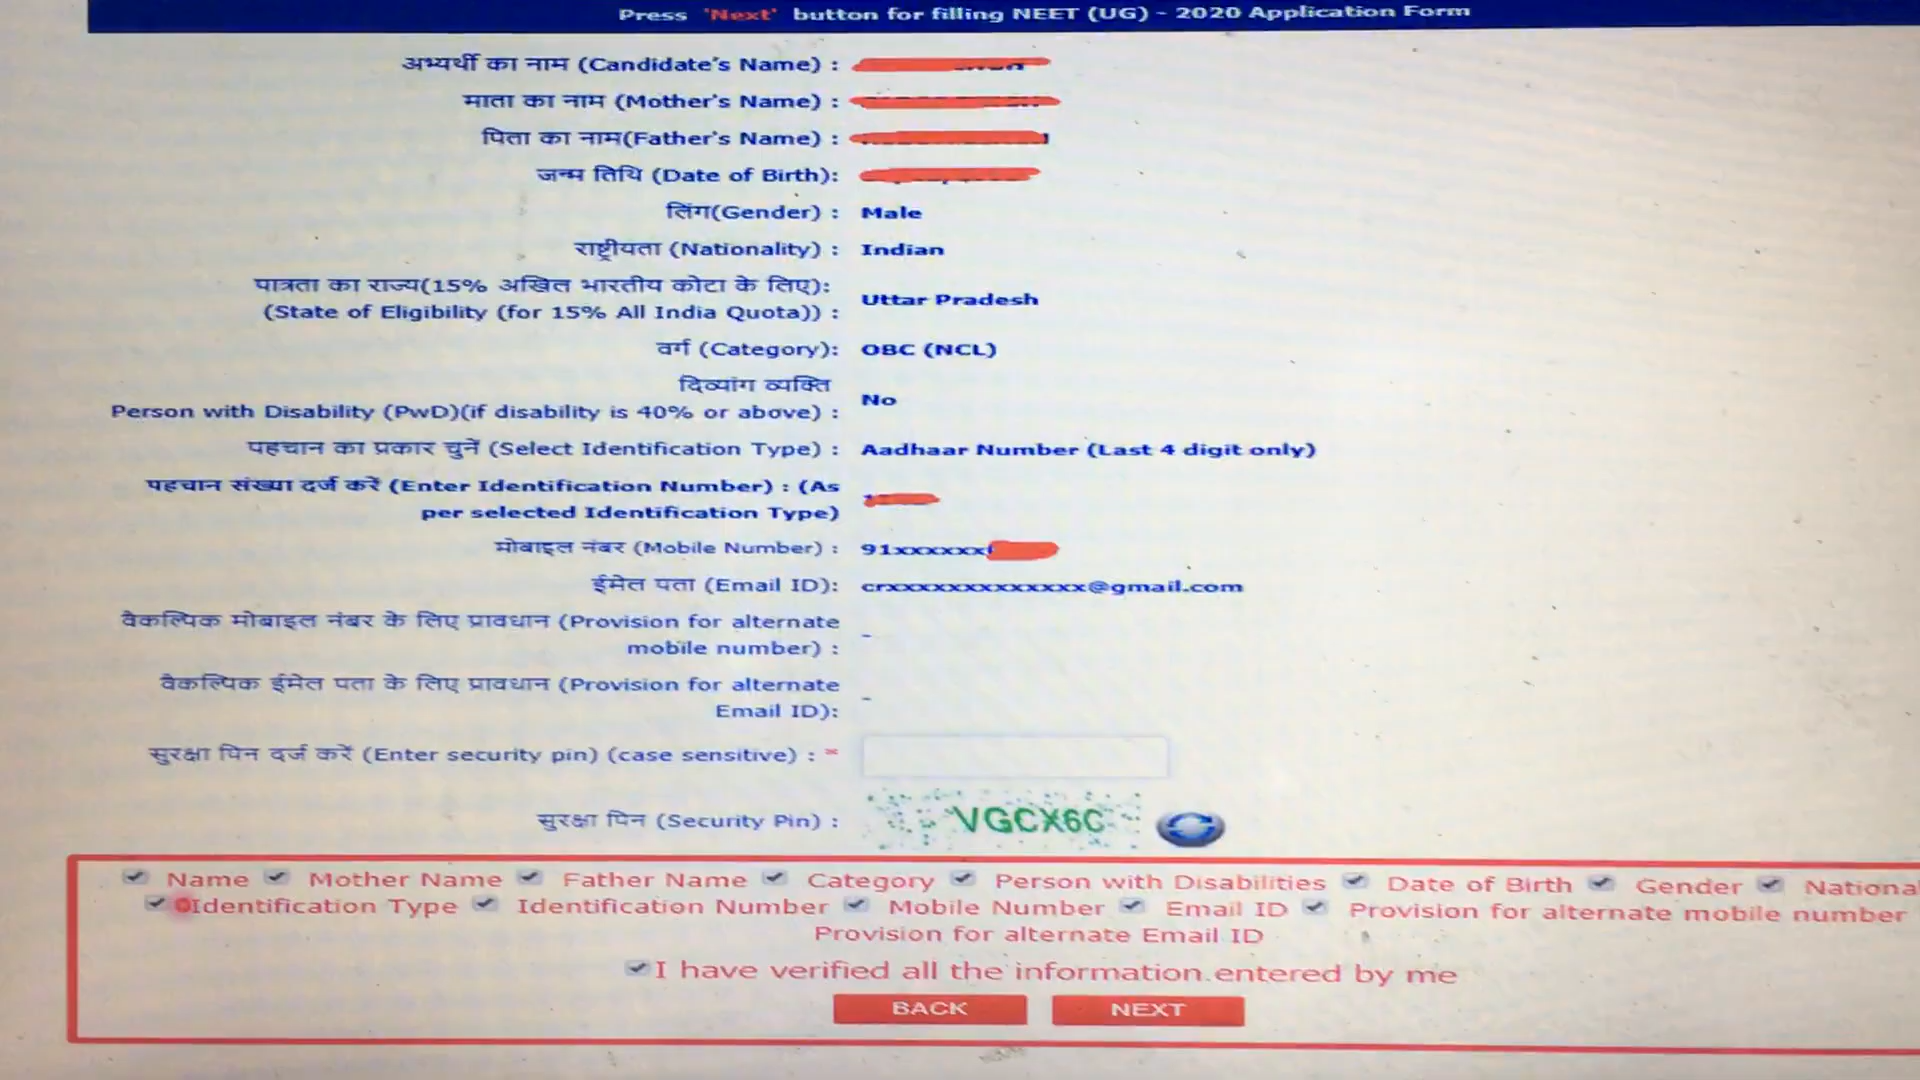 Press 'Next' button for filling NEET (UG) - 2020 Application Form
अभ्यर्थी का नाम (Candidate's Name) :
माता का नाम (Mother's Name) :
पिता का नाम(Father's Name) :
जन्म तिथि (Date of Birth):
लिंग(Gender) : Male
राष्ट्रीयता (Nationality) : Indian
पात्रता का राज्य(15% अखिल भारतीय कोटा के लिए):
(State of Eligibility (for 15% All India Quota)) : Uttar Pradesh
वर्ग (Category): OBC (NCL)
दिव्यांग व्यक्ति
Person with Disability (PwD)(if disability is 40% or above) : No
पहचान का प्रकार चुनें (Select Identification Type) : Aadhaar Number (Last 4 digit only)
पहचान संख्या दर्ज करें (Enter Identification Number) : (As
per selected Identification Type)
मोबाइल नंबर (Mobile Number) : 91xxxxxx
ईमेल पता (Email ID): crxxxxxxxxxxxxx@gmail.com
वैकल्पिक मोबाइल नंबर के लिए प्रावधान (Provision for alternate
mobile number) : -
वैकल्पिक ईमेल पता के लिए प्रावधान (Provision for alternate
Email ID): -
सुरक्षा पिन दर्ज करें (Enter security pin) (case sensitive) : *
सुरक्षा पिन (Security Pin) : VGCX6C
Name Mother Name Father Name Category Person with Disabilities Date of Birth Gender National
Identification Type Identification Number Mobile Number Email ID Provision for alternate mobile number
Provision for alternate Email ID
I have verified all the information entered by me
BACK NEXT